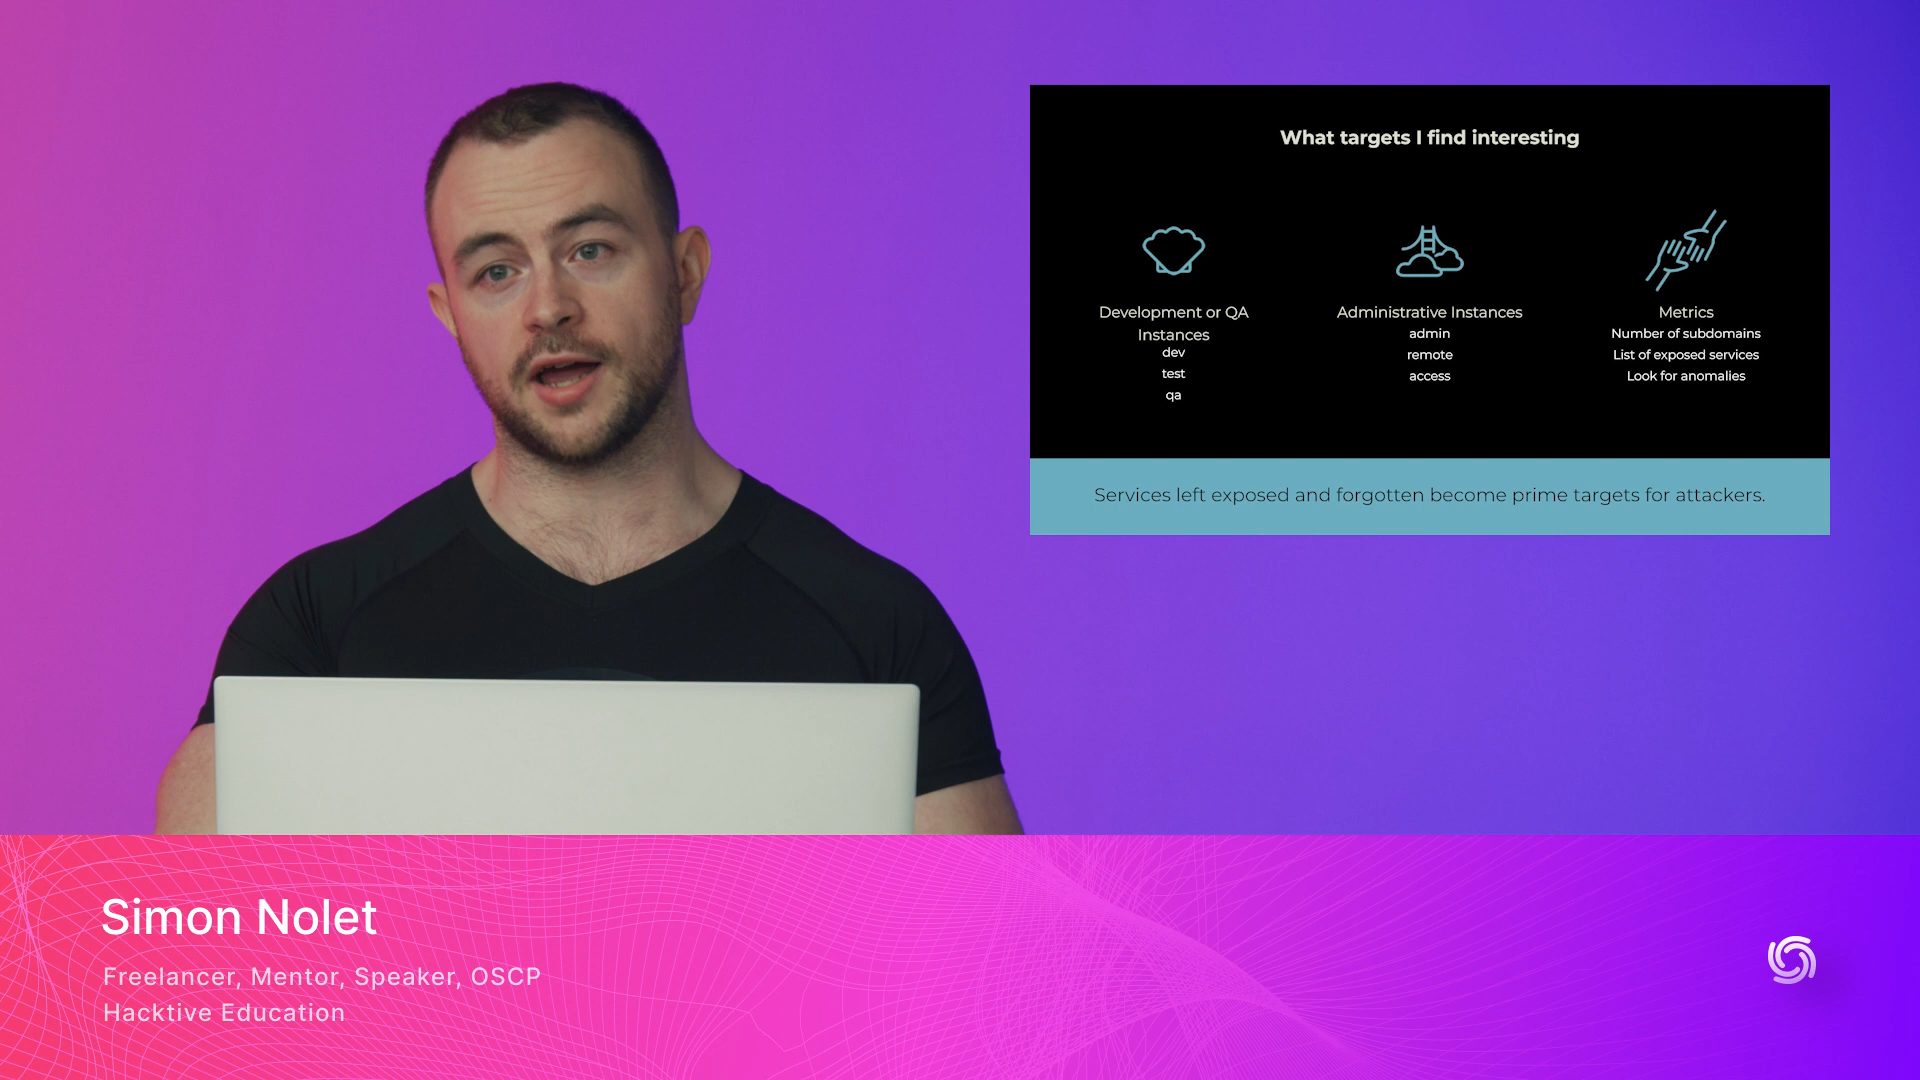 What targets I find interesting
Development or QA
Instances
dev
test
qa
Administrative Instances
admin
remote
access
Metrics
Number of subdomains
List of exposed services
Look for anomalies
Services left exposed and forgotten become prime targets for attackers.
Simon Nolet
Freelancer, Mentor, Speaker, OSCP
Hacktive Education